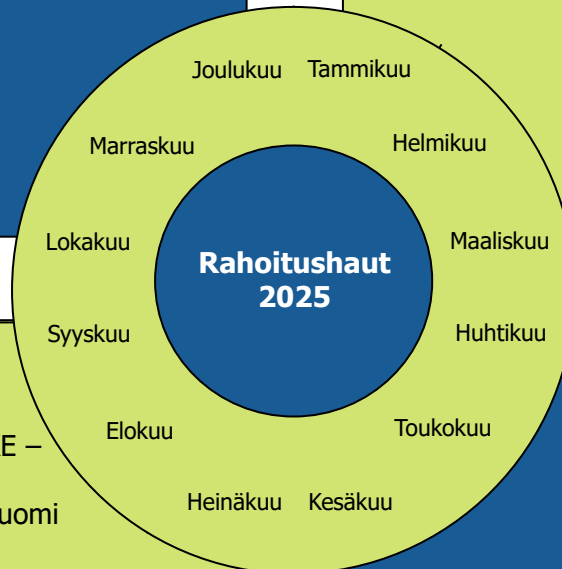 Joulukuu
Tammikuu
Marraskuu
Helmikuu
Lokakuu
Maaliskuu
Rahoitushaut
2025
Syyskuu
Huhtikuu
Elokuu
Toukokuu
E –
uomi
Heinäkuu
Kesäkuu